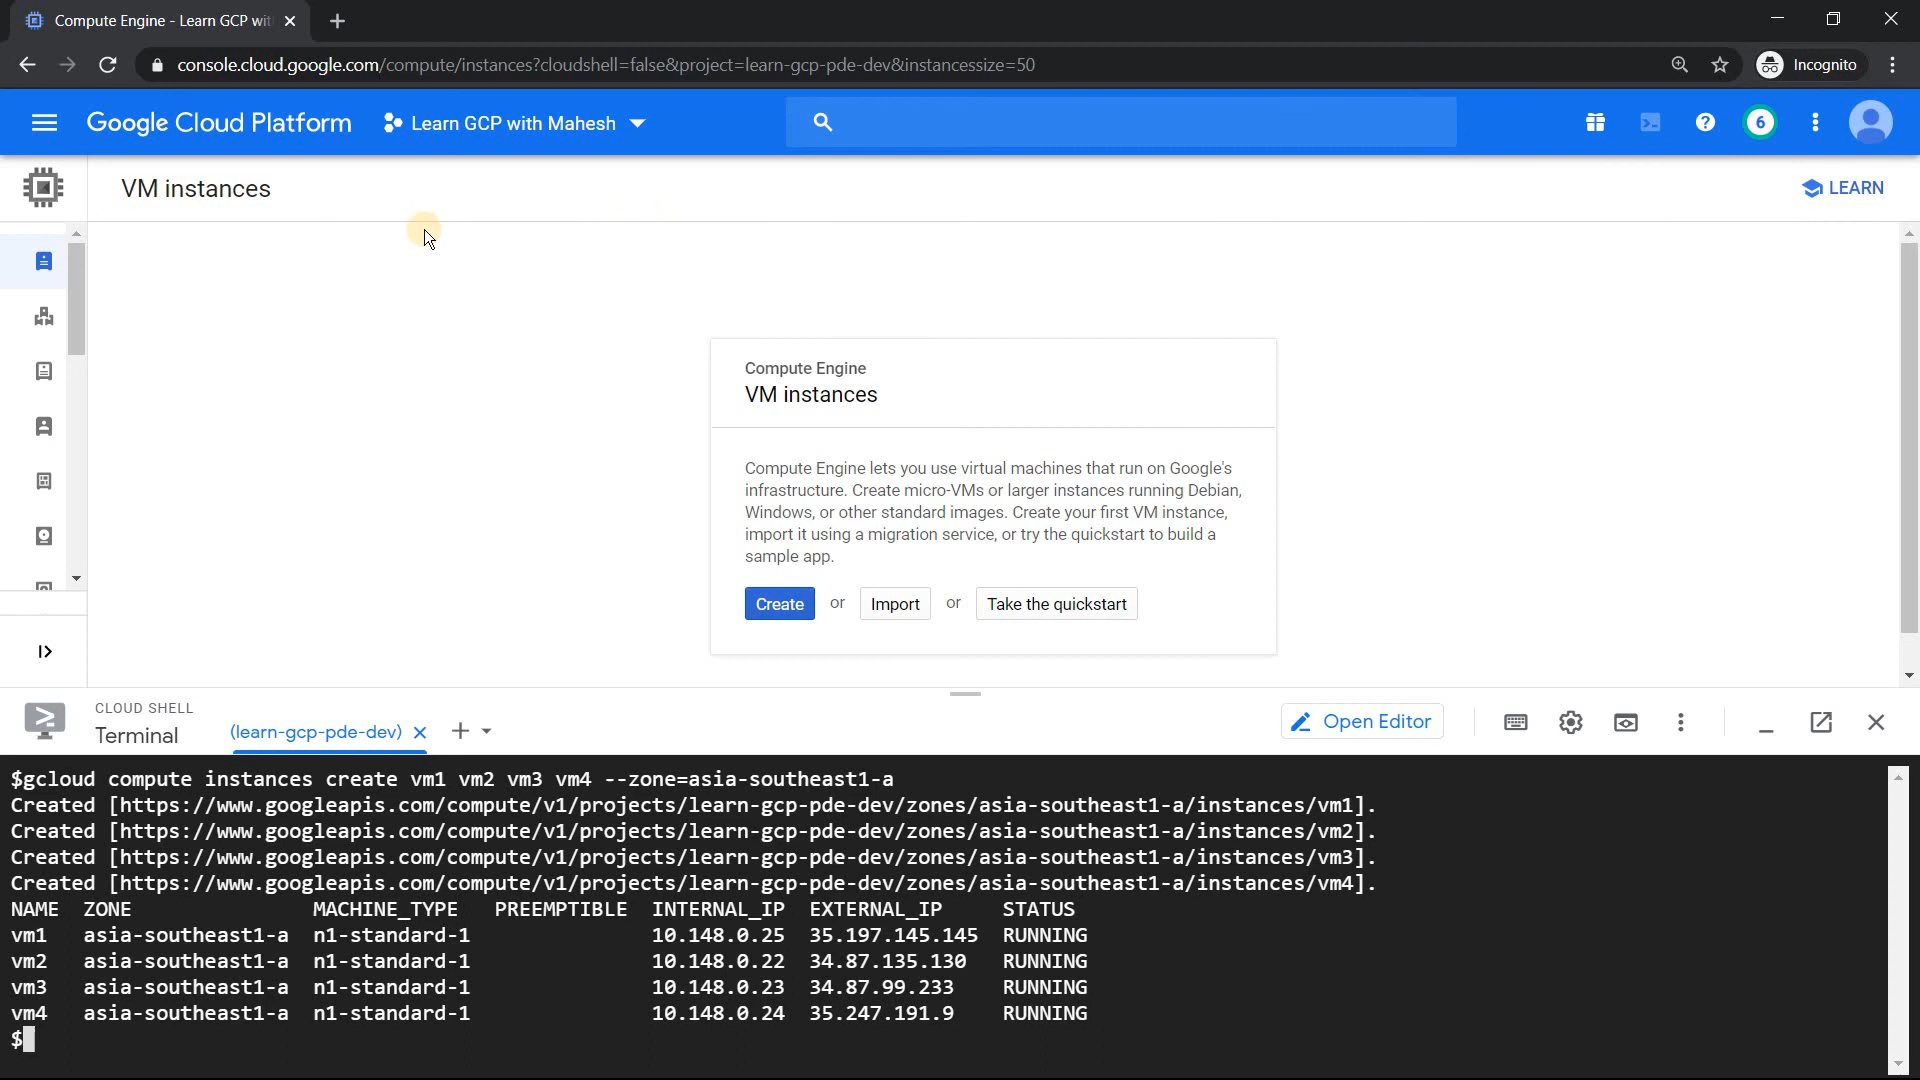 Compute Engine - Learn GCP wit
console.cloud.google.com/compute/instances?cloudshell=false&project=learn-gcp-pde-dev&instancessize=50
Incognito
Google Cloud Platform
Learn GCP with Mahesh
6
VM instances
LEARN
Compute Engine
VM instances
Compute Engine lets you use virtual machines that run on Google's
infrastructure. Create micro-VMs or larger instances running Debian,
Windows, or other standard images. Create your first VM instance,
import it using a migration service, or try the quickstart to build a
sample app.
Create or Import or Take the quickstart
CLOUD SHELL
Terminal
(learn-gcp-pde-dev)
Open Editor
$gcloud compute instances create vm1 vm2 vm3 vm4 --zone=asia-southeast1-a
Created [https://www.googleapis.com/compute/v1/projects/learn-gcp-pde-dev/zones/asia-southeast1-a/instances/vm1].
Created [https://www.googleapis.com/compute/v1/projects/learn-gcp-pde-dev/zones/asia-southeast1-a/instances/vm2].
Created [https://www.googleapis.com/compute/v1/projects/learn-gcp-pde-dev/zones/asia-southeast1-a/instances/vm3].
Created [https://www.googleapis.com/compute/v1/projects/learn-gcp-pde-dev/zones/asia-southeast1-a/instances/vm4].
NAME ZONE MACHINE_TYPE PREEMPTIBLE INTERNAL_IP EXTERNAL_IP STATUS
vm1 asia-southeast1-a n1-standard-1 10.148.0.25 35.197.145.145 RUNNING
vm2 asia-southeast1-a n1-standard-1 10.148.0.22 34.87.135.130 RUNNING
vm3 asia-southeast1-a n1-standard-1 10.148.0.23 34.87.99.233 RUNNING
vm4 asia-southeast1-a n1-standard-1 10.148.0.24 35.247.191.9 RUNNING
$